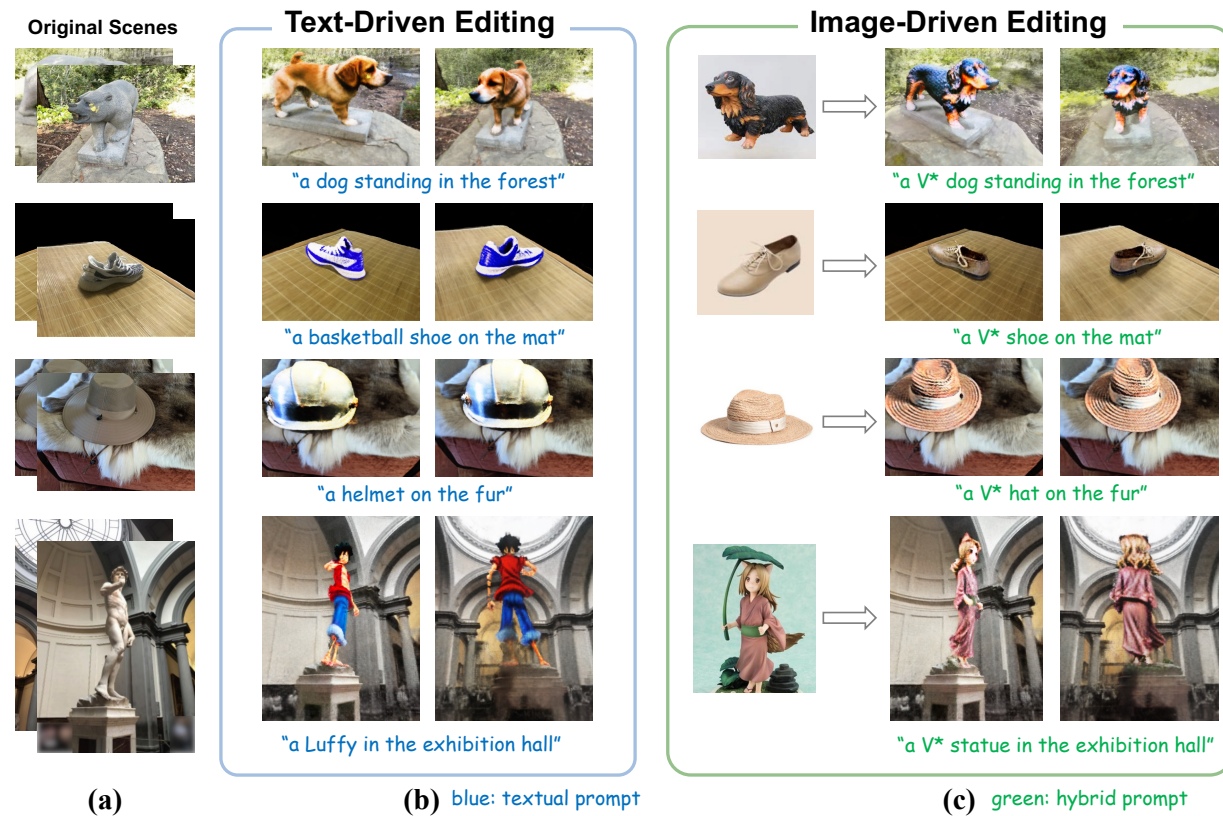 Original Scenes
Text-Driven Editing
Image-Driven Editing
“a dog standing in the forest”
“a V* dog standing in the forest”
“a basketball shoe on the mat”
“a V* shoe on the mat”
“a helmet on the fur”
“a V* hat on the fur”
“a Luffy in the exhibition hall”
“a V* statue in the exhibition hall”
(a)
(b) blue: textual prompt
(c) green: hybrid prompt